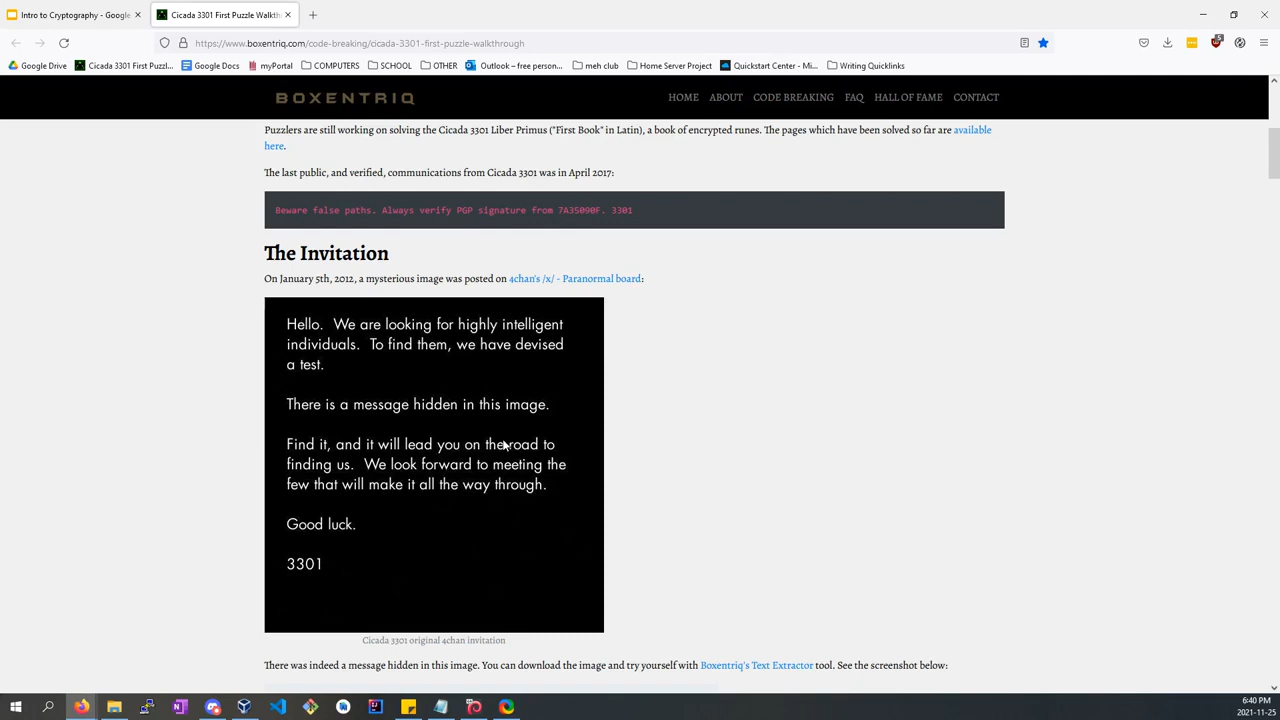 Intro to Cryptography - Google
Cicada 3301 First Puzzle Walkth
https://www.boxentriq.com/code-breaking/cicada-3301-first-puzzle-walkthrough
5
Google Drive
Cicada 3301 First Puzzl...
Google Docs
myPortal
COMPUTERS
SCHOOL
OTHER
Outlook – free person...
meh club
Home Server Project
Quickstart Center - Mi...
Writing Quicklinks
BOXENTRIQ
HOME
ABOUT
CODE BREAKING
FAQ
HALL OF FAME
CONTACT
Puzzlers are still working on solving the Cicada 3301 Liber Primus ("First Book" in Latin), a book of encrypted runes. The pages which have been solved so far are available
here.
The last public, and verified, communications from Cicada 3301 was in April 2017:
Beware false paths. Always verify PGP signature from 7A35090F. 3301
The Invitation
On January 5th, 2012, a mysterious image was posted on 4chan's /x/ - Paranormal board:
Hello. We are looking for highly intelligent
individuals. To find them, we have devised
a test.
There is a message hidden in this image.
Find it, and it will lead you on the road to
finding us. We look forward to meeting the
few that will make it all the way through.
Good luck.
3301
Cicada 3301 original 4chan invitation
There was indeed a message hidden in this image. You can download the image and try yourself with Boxentriq's Text Extractor tool. See the screenshot below:
6:40 PM
2021-11-25